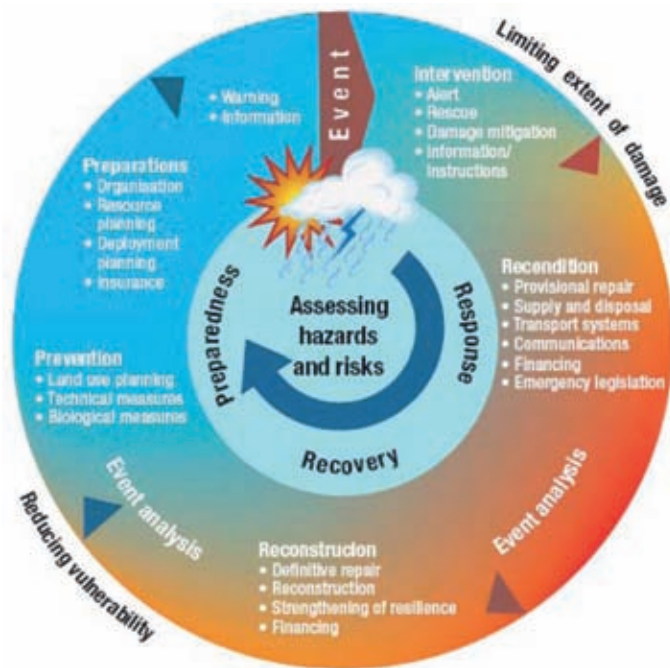 Event
Limiting extent of damage
Intervention
• Alert
• Rescue
• Damage mitigation
• Information/
Instructions
Recondition
• Provisional repair
• Supply and disposal
• Transport systems
• Communications
• Financing
• Emergency legislation
Event analysis
Reconstrucion
• Definitive repair
• Reconstruction
• Strengthening of resilience
• Financing
Event analysis
Reducing vulnerability
Prevention
• Land use planning
• Technical measures
• Biological measures
Preparations
• Organisation
• Resource
planning
• Deployment
planning
• Insurance
• Warning
• Information
Assessing
hazards
and risks
Response
Recovery
Preparedness